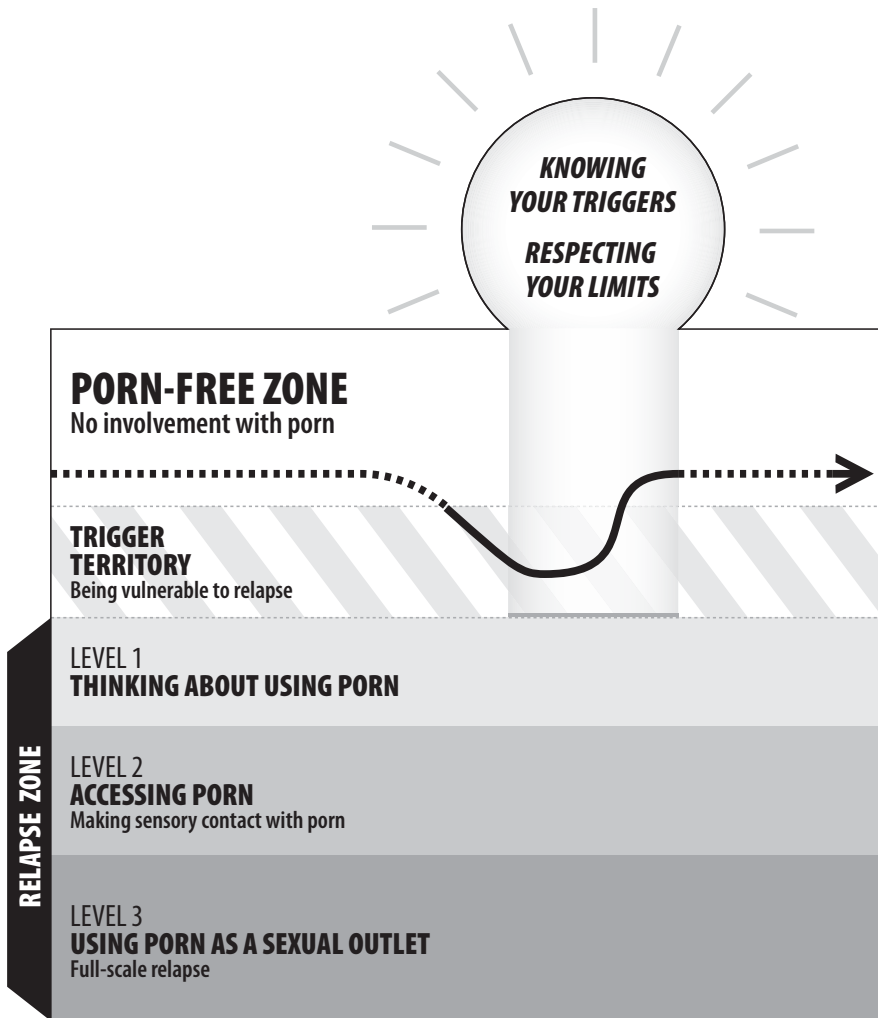 KNOWING
YOUR TRIGGERS
RESPECTING
YOUR LIMITS
PORN-FREE ZONE
No involvement with porn
TRIGGER
TERRITORY
Being vulnerable to relapse
RELAPSE ZONE
LEVEL 1
THINKING ABOUT USING PORN
LEVEL 2
ACCESSING PORN
Making sensory contact with porn
LEVEL 3
USING PORN AS A SEXUAL OUTLET
Full-scale relapse